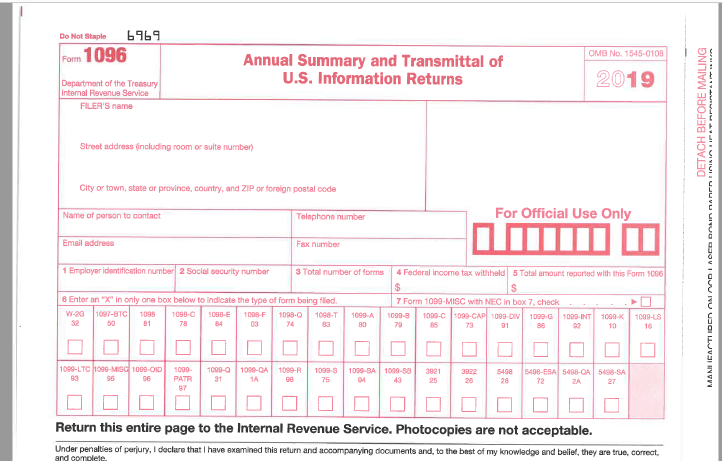 Do Not Staple 6969
Form 1096
Department of the Treasury
Internal Revenue Service
Annual Summary and Transmittal of
U.S. Information Returns
OMB No. 1545-0108
2019
FILER'S name
Street address (including room or suite number)
City or town, state or province, country, and ZIP or foreign postal code
Name of person to contact
Telephone number
Email address
Fax number
For Official Use Only
1 Employer identification number
2 Social security number
3 Total number of forms
4 Federal income tax withheld
$
5 Total amount reported with this Form 1096
$
6 Enter an "X" in only one box below to indicate the type of form being filed.
7 Form 1099-MISC with NEC in box 7, check . . . . . . ▶
W-2G 32
1097-BTC 50
1098 81
1098-C 78
1098-E 84
1098-F 03
1098-Q 74
1098-T 83
1099-A 80
1099-B 79
1099-C 85
1099-CAP 73
1099-DIV 91
1099-G 86
1099-INT 92
1099-K 10
1099-LS 16
1099-LTC 93
1099-MISC 95
1099-OID 96
1099-PATR 97
1099-Q 31
1099-QA 1A
1099-R 98
1099-S 75
1099-SA 94
1099-SB 43
3921 25
3922 26
5498 28
5498-ESA 72
5498-QA 2A
5498-SA 27
Return this entire page to the Internal Revenue Service. Photocopies are not acceptable.
Under penalties of perjury, I declare that I have examined this return and accompanying documents and, to the best of my knowledge and belief, they are true, correct,
and complete.
DETACH BEFORE MAILING
MANUFACTURED ON OCR LASER BOND PAPER USING HEAT RESISTANT INKS